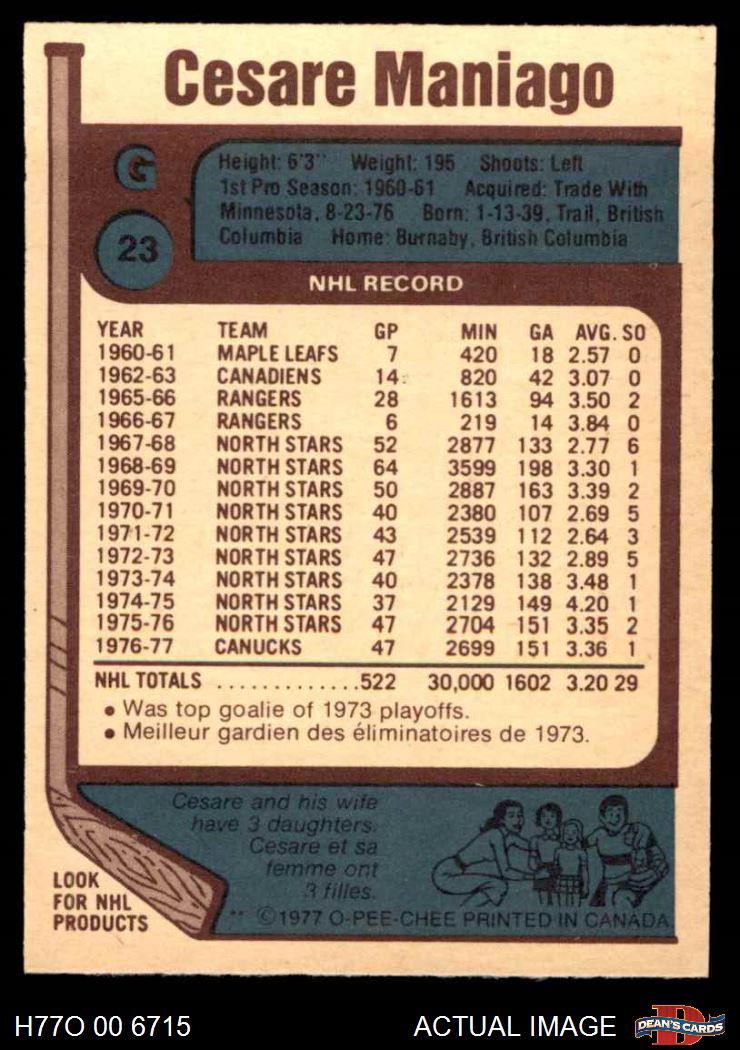 Cesare Maniago
G
23
Height: 6'3" Weight: 195 Shoots: Left
1st Pro Season: 1960-61 Acquired: Trade With
Minnesota, 8-23-76 Born: 1-13-39, Trail, British
Columbia Home: Burnaby, British Columbia
NHL RECORD
YEAR TEAM GP MIN GA AVG. SO
1960-61 MAPLE LEAFS 7 420 18 2.57 0
1962-63 CANADIENS 14 820 42 3.07 0
1965-66 RANGERS 28 1613 94 3.50 2
1966-67 RANGERS 6 219 14 3.84 0
1967-68 NORTH STARS 52 2877 133 2.77 6
1968-69 NORTH STARS 64 3599 198 3.30 1
1969-70 NORTH STARS 50 2887 163 3.39 2
1970-71 NORTH STARS 40 2380 107 2.69 5
1971-72 NORTH STARS 43 2539 112 2.64 3
1972-73 NORTH STARS 47 2736 132 2.89 5
1973-74 NORTH STARS 40 2378 138 3.48 1
1974-75 NORTH STARS 37 2129 149 4.20 1
1975-76 NORTH STARS 47 2704 151 3.35 2
1976-77 CANUCKS 47 2699 151 3.36 1
NHL TOTALS .............522 30,000 1602 3.20 29
• Was top goalie of 1973 playoffs.
• Meilleur gardien des éliminatoires de 1973.
Cesare and his wife
have 3 daughters.
Cesare et sa
femme ont
3 filles.
LOOK
FOR NHL
PRODUCTS
** ©1977 O-PEE-CHEE PRINTED IN CANADA
H77O 00 6715 ACTUAL IMAGE
D
DEAN'S CARDS